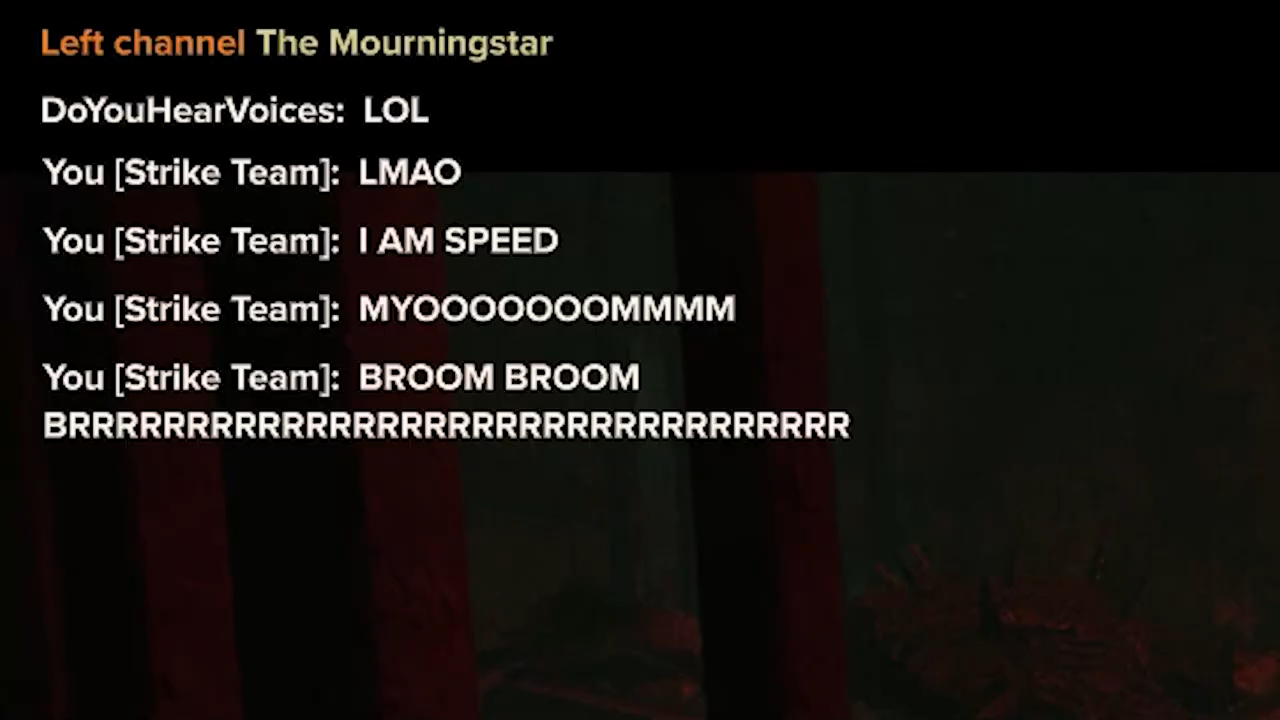 Left channel The Mourningstar
DoYouHearVoices: LOL
You [Strike Team]: LMAO
You [Strike Team]: I AM SPEED
You [Strike Team]: MYOOOOOOOMMMM
You [Strike Team]: BROOM BROOM
BRRRRRRRRRRRRRRRRRRRRRRRRRRRRRRRRR